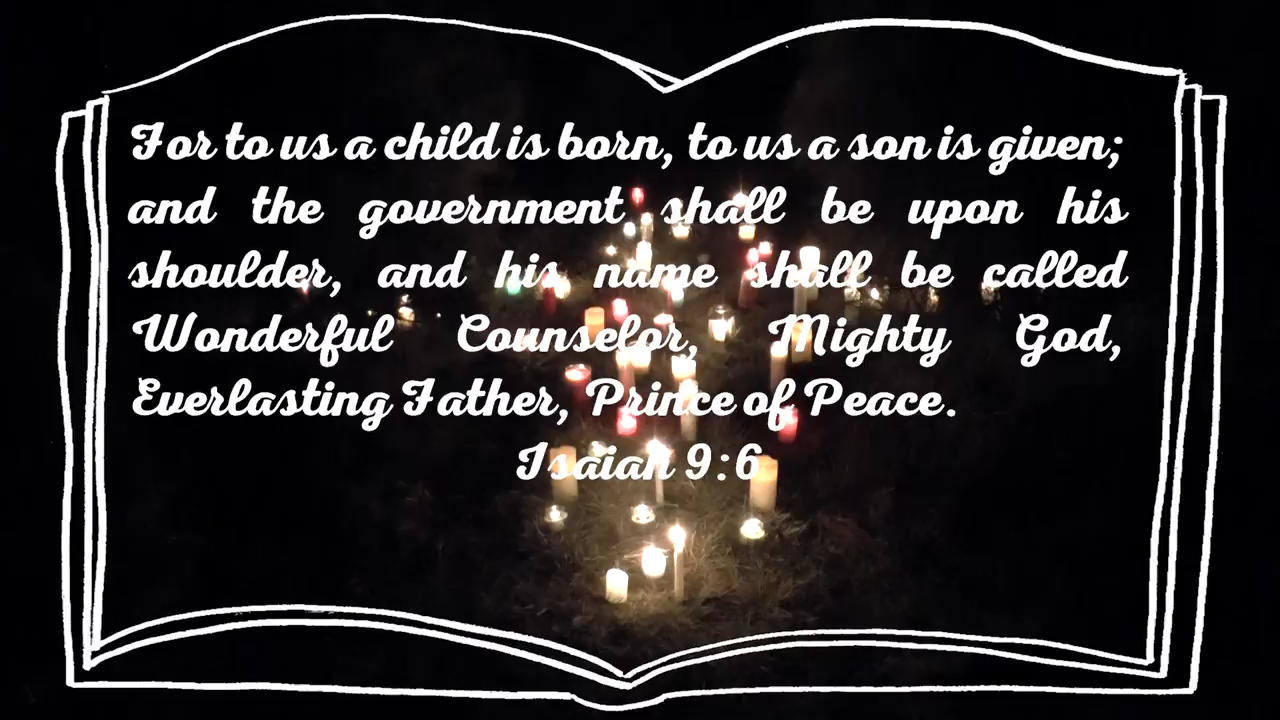 For to us a child is born, to us a son is given;
and the government shall be upon his
shoulder, and his name shall be called
Wonderful Counselor, Mighty God,
Everlasting Father, Prince of Peace.
Isaiah 9:6